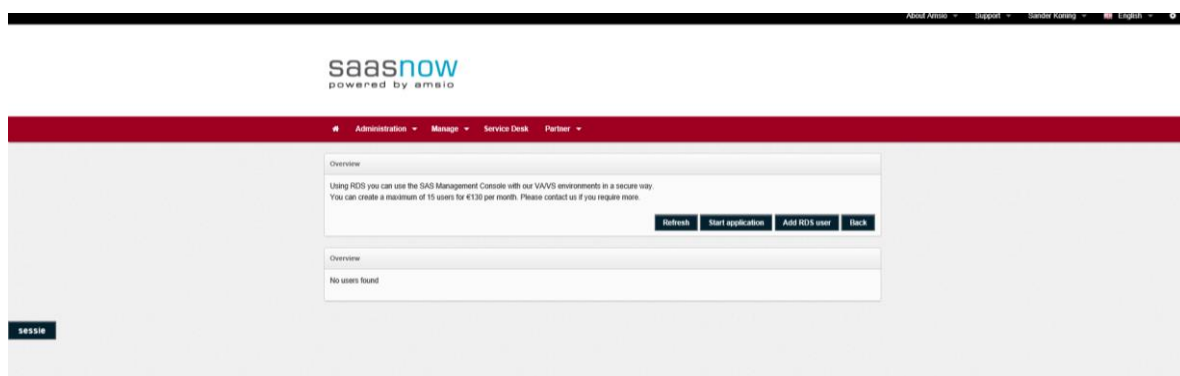 About Amsio Support Sander Koning English
saasnow
powered by amsio
Administration Manage Service Desk Partner
Overview
Using RDS you can use the SAS Management Console with our VA/VS environments in a secure way.
You can create a maximum of 15 users for €130 per month. Please contact us if you require more.
Refresh Start application Add RDS user Back
Overview
No users found
sessie